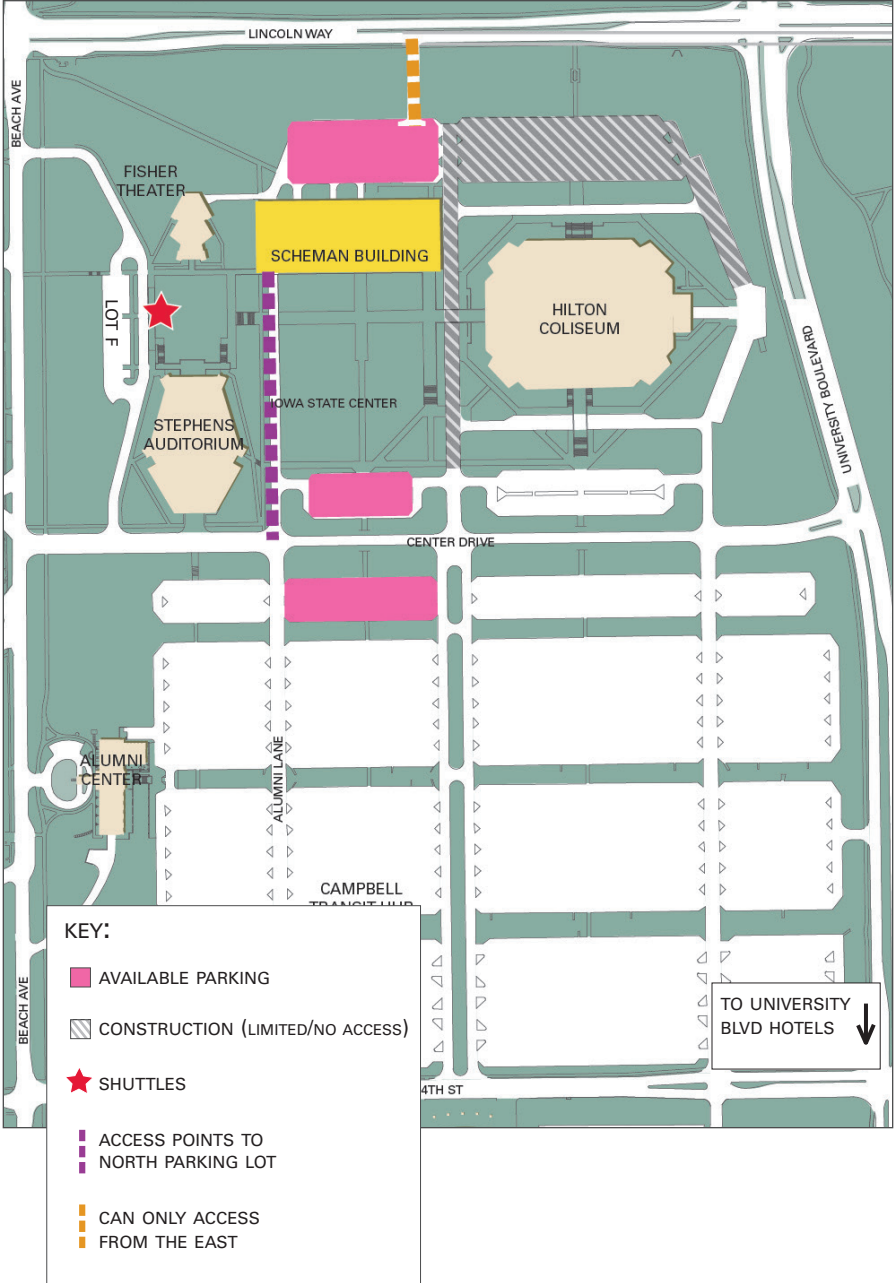 LINCOLN WAY
BEACH AVE
FISHER
THEATER
SCHEMAN BUILDING
HILTON
COLISEUM
LOT F
UNIVERSITY BOULEVARD
IOWA STATE CENTER
STEPHENS
AUDITORIUM
CENTER DRIVE
ALUMNI
CENTER
ALUMNI LANE
CAMPBELL
TRANSIT HUB
BEACH AVE
KEY:
AVAILABLE PARKING
CONSTRUCTION (LIMITED/NO ACCESS)
SHUTTLES
ACCESS POINTS TO
NORTH PARKING LOT
CAN ONLY ACCESS
FROM THE EAST
TO UNIVERSITY
BLVD HOTELS
4TH ST